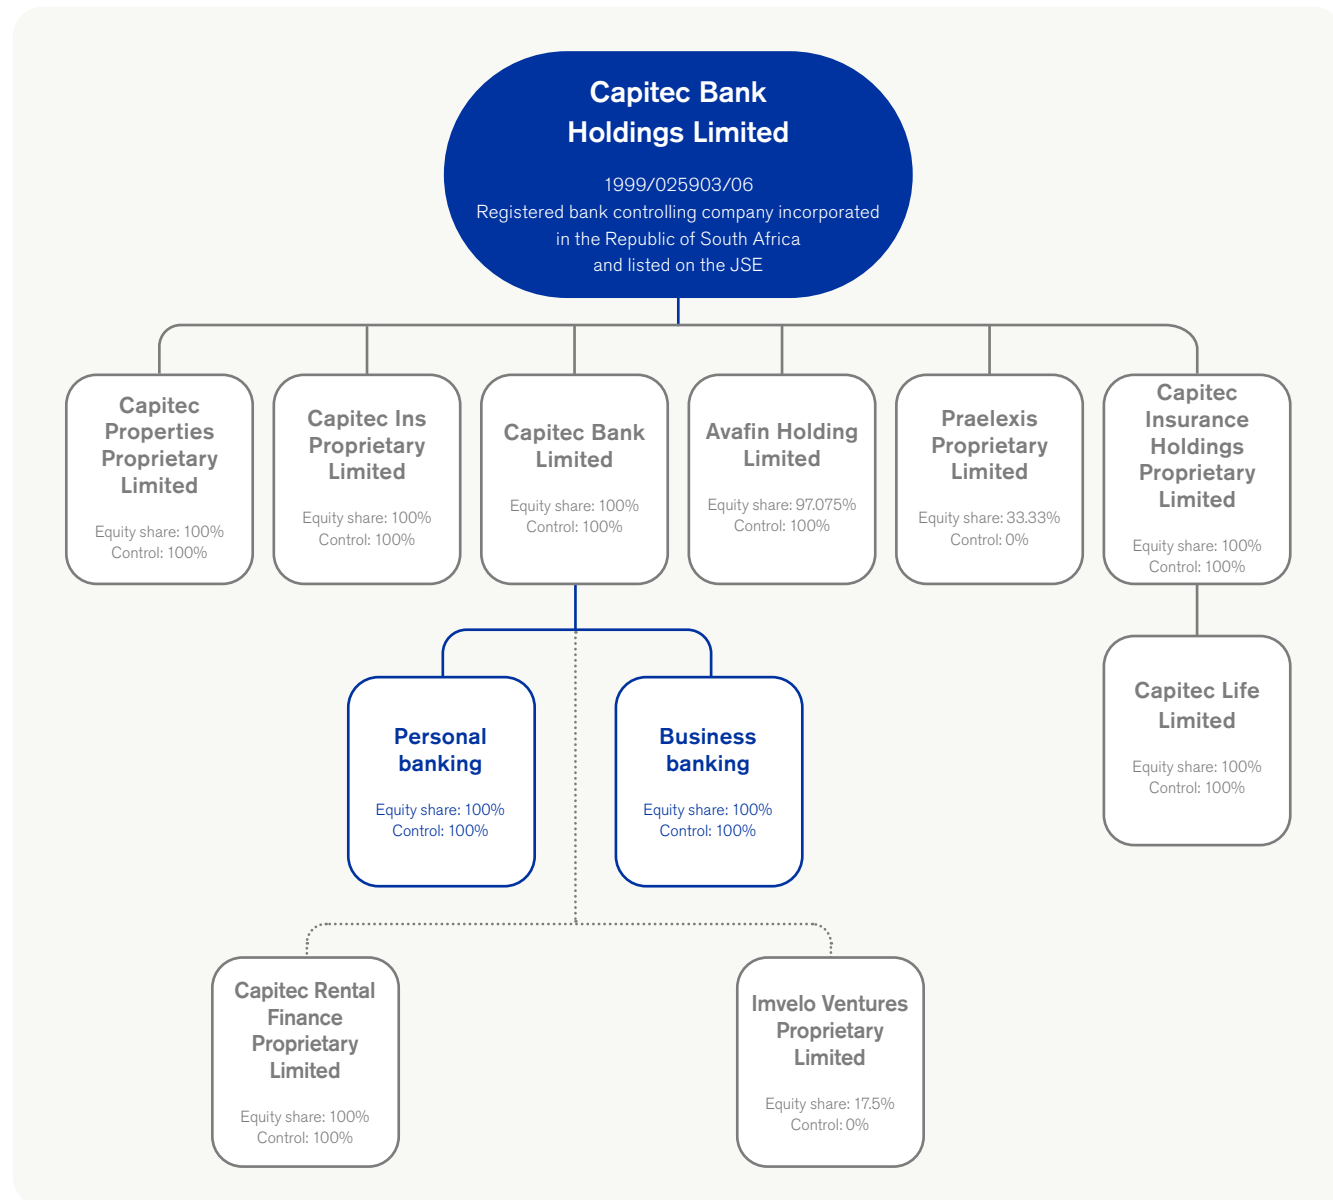 Capitec Bank
Holdings Limited
1999/025903/06
Registered bank controlling company incorporated
in the Republic of South Africa
and listed on the JSE
Capitec
Properties
Proprietary
Limited
Equity share: 100%
Control: 100%
Capitec Ins
Proprietary
Limited
Equity share: 100%
Control: 100%
Capitec Bank
Limited
Equity share: 100%
Control: 100%
Avafin Holding
Limited
Equity share: 97.075%
Control: 100%
Praelexis
Proprietary
Limited
Equity share: 33.33%
Control: 0%
Capitec
Insurance
Holdings
Proprietary
Limited
Equity share: 100%
Control: 100%
Personal
banking
Equity share: 100%
Control: 100%
Business
banking
Equity share: 100%
Control: 100%
Capitec Life
Limited
Equity share: 100%
Control: 100%
Capitec Rental
Finance
Proprietary
Limited
Equity share: 100%
Control: 100%
Imvelo Ventures
Proprietary
Limited
Equity share: 17.5%
Control: 0%